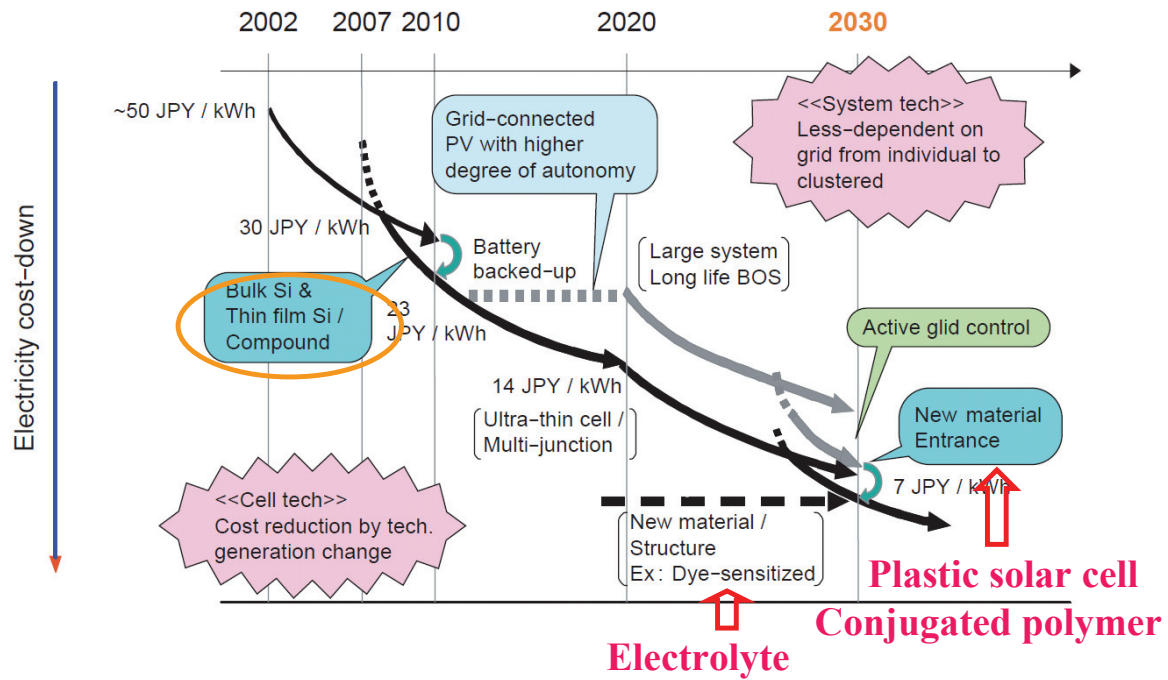 2002 2007 2010 2020 2030
~50 JPY / kWh
Grid-connected
PV with higher
degree of autonomy
<<System tech>>
Less-dependent on
grid from individual to
clustered
30 JPY / kWh
Battery
backed-up
Large system
Long life BOS
Electricity cost-down
Bulk Si &
Thin film Si /
Compound
23
JPY / kWh
Active glid control
14 JPY / kWh
Ultra-thin cell /
Multi-junction
New material
Entrance
7 JPY / kWh
<<Cell tech>>
Cost reduction by tech.
generation change
New material /
Structure
Ex: Dye-sensitized
Plastic solar cell
Conjugated polymer
Electrolyte